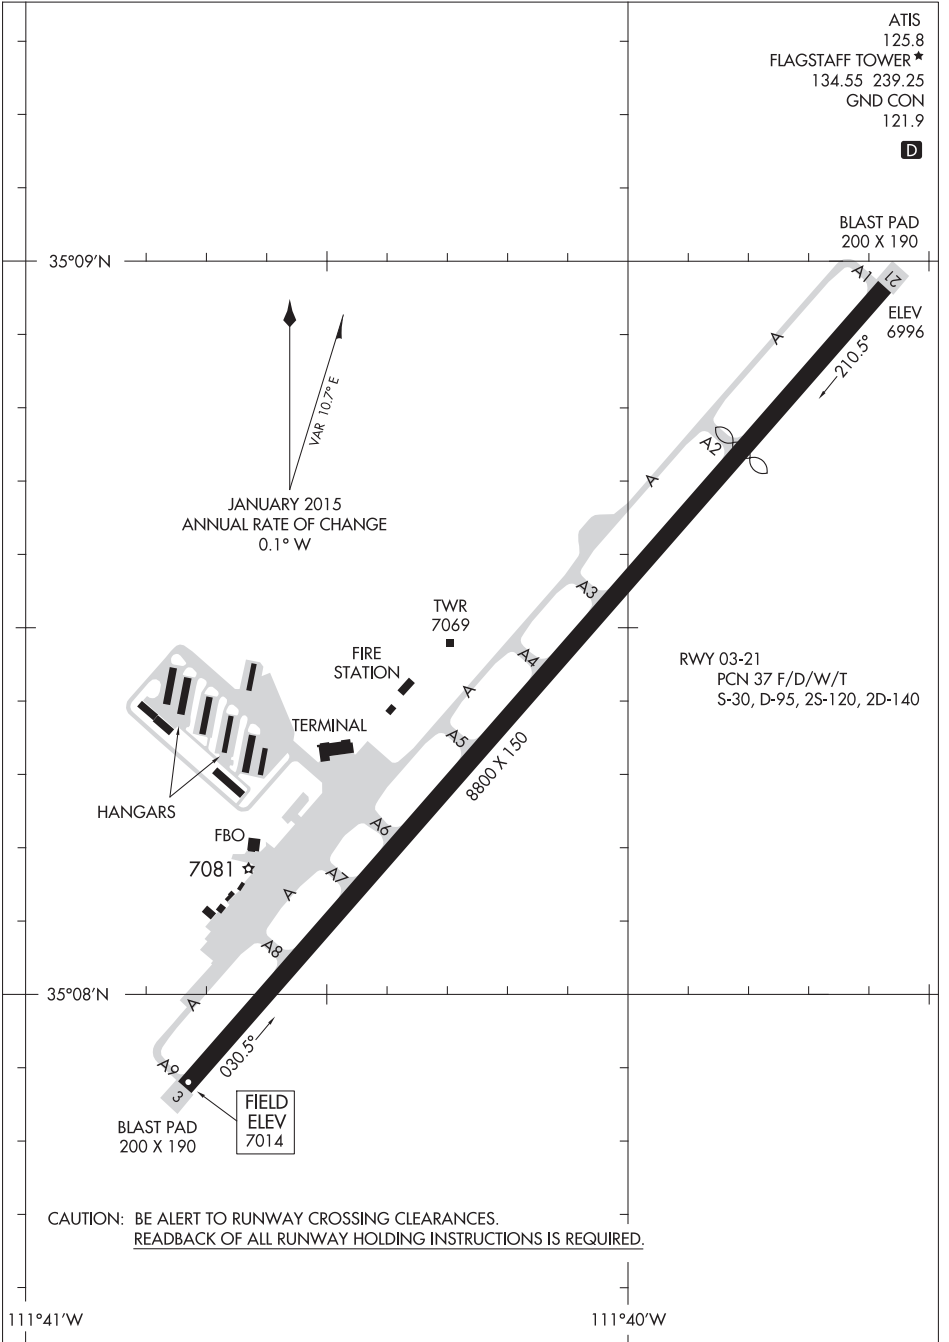 ATIS
125.8
FLAGSTAFF TOWER★
134.55 239.25
GND CON
121.9
D
BLAST PAD
200 X 190
35°09'N
A1
21
ELEV
6996
A
210.5°
VAR 10.7° E
A2
A
JANUARY 2015
ANNUAL RATE OF CHANGE
0.1° W
A3
TWR
7069
FIRE
STATION
A4
RWY 03-21
PCN 37 F/D/W/T
S-30, D-95, 2S-120, 2D-140
A
TERMINAL
A5
8800 X 150
HANGARS
A6
FBO
7081
A7
A
A8
35°08'N
A
030.5°
A9
3
FIELD
ELEV
7014
BLAST PAD
200 X 190
CAUTION: BE ALERT TO RUNWAY CROSSING CLEARANCES.
READBACK OF ALL RUNWAY HOLDING INSTRUCTIONS IS REQUIRED.
111°41'W
111°40'W